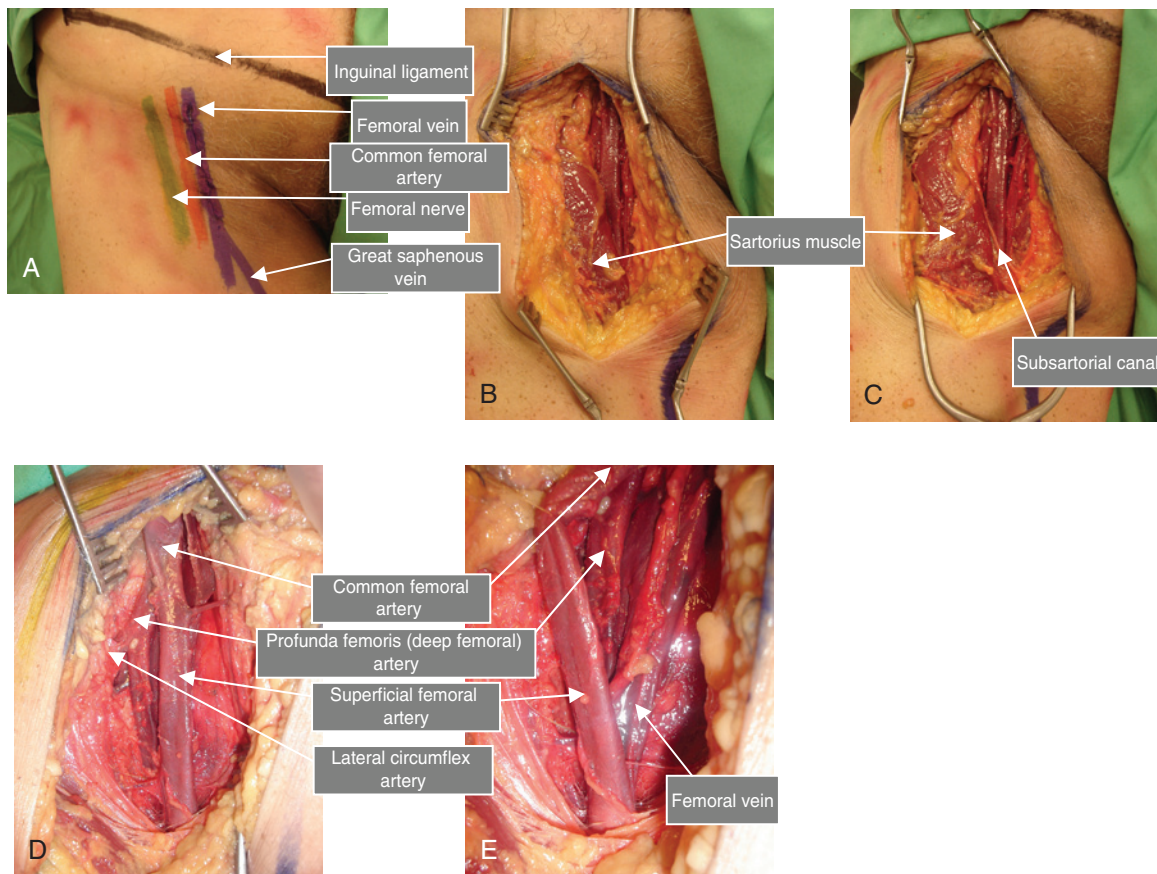 Inguinal ligament
Femoral vein
Common femoral
artery
Femoral nerve
Great saphenous
vein
A
Sartorius muscle
Subsartorial canal
B
C
Common femoral
artery
Profunda femoris (deep femoral)
artery
Superficial femoral
artery
Lateral circumflex
artery
Femoral vein
D
E